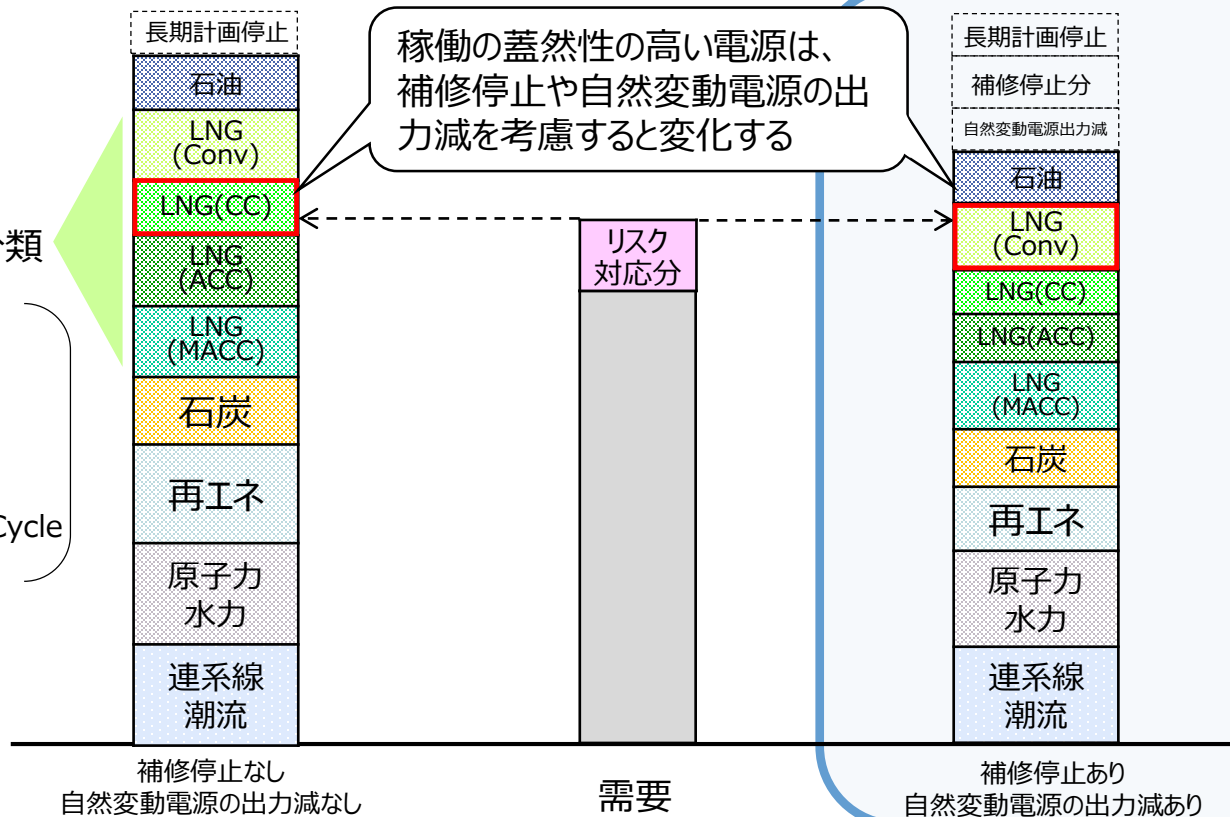 長期計画停止
石油
LNG
(Conv)
LNG(CC)
LNG
(ACC)
LNG
(MACC)
石炭
再エネ
原子力
水力
連系線
潮流
補修停止なし
自然変動電源の出力減なし
類
Cycle
稼働の蓋然性の高い電源は、
補修停止や自然変動電源の出
力減を考慮すると変化する
リスク
対応分
需要
長期計画停止
補修停止分
自然変動電源出力減
石油
LNG
(Conv)
LNG(CC)
LNG(ACC)
LNG
(MACC)
石炭
再エネ
原子力
水力
連系線
潮流
補修停止あり
自然変動電源の出力減あり